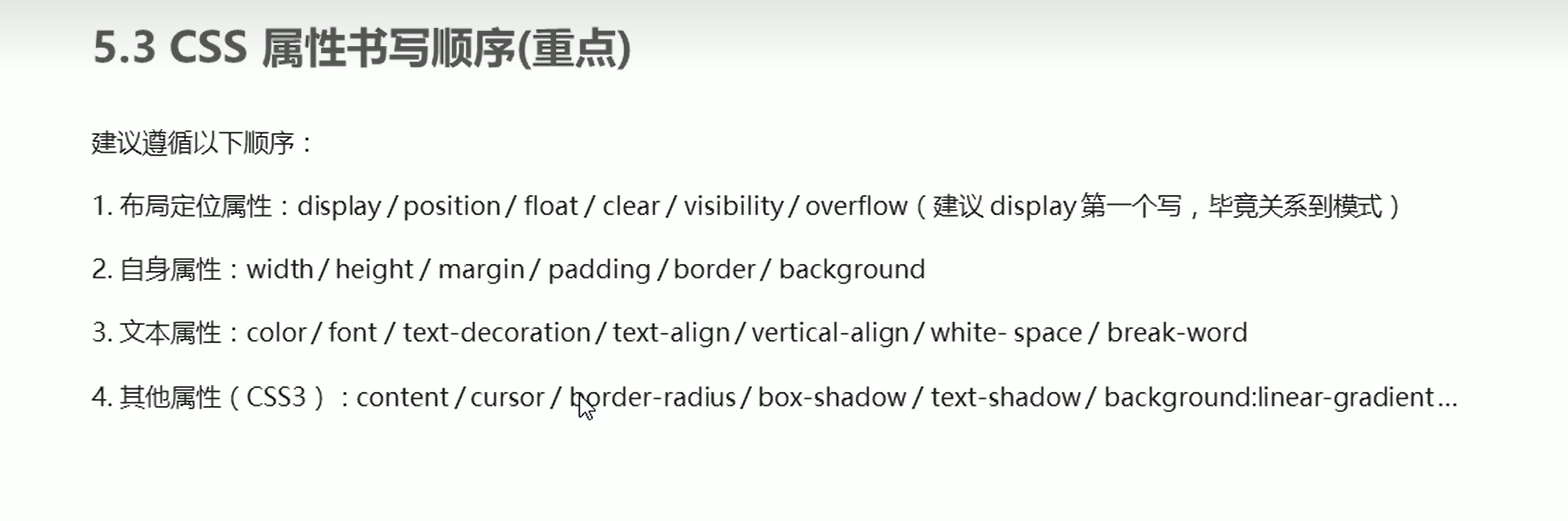 5.3 CSS 属性书写顺序(重点)
建议遵循以下顺序：
1. 布局定位属性：display / position / float / clear / visibility / overflow（建议 display 第一个写，毕竟关系到模式）
2. 自身属性：width / height / margin / padding / border / background
3. 文本属性：color / font / text-decoration / text-align / vertical-align / white- space / break-word
4. 其他属性（CSS3）：content / cursor / border-radius / box-shadow / text-shadow / background:linear-gradient…